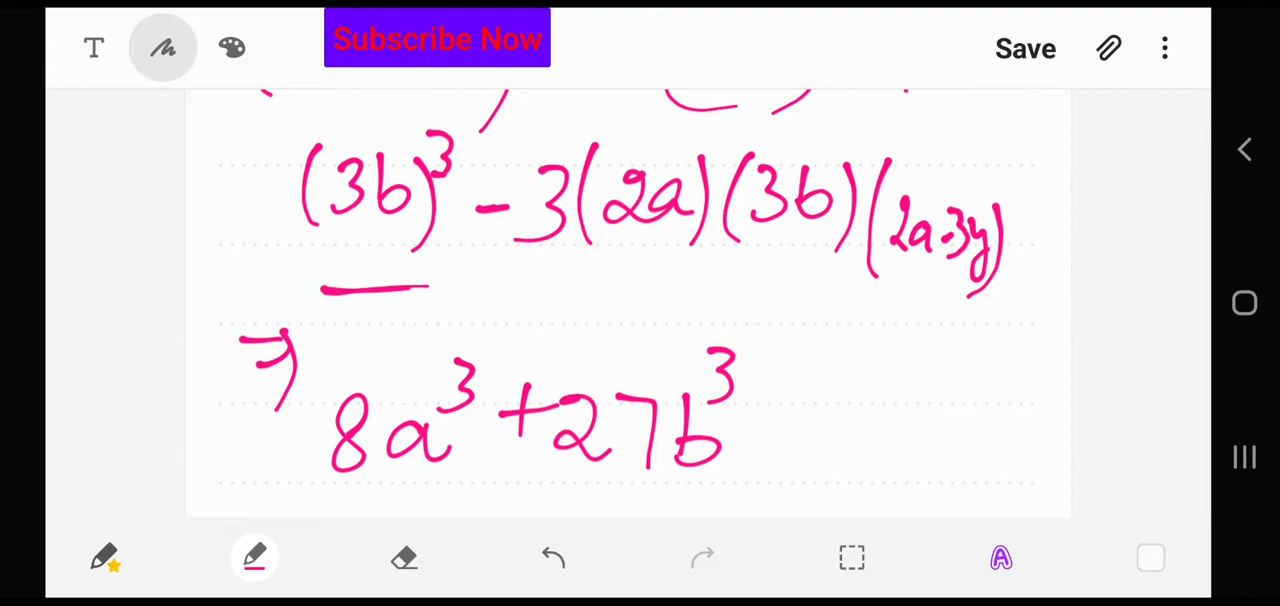 T
Subscribe Now
Save
(3b)³ - 3(2a)(3b)(2a-3y)
⇒ 8a³ + 27b³
A